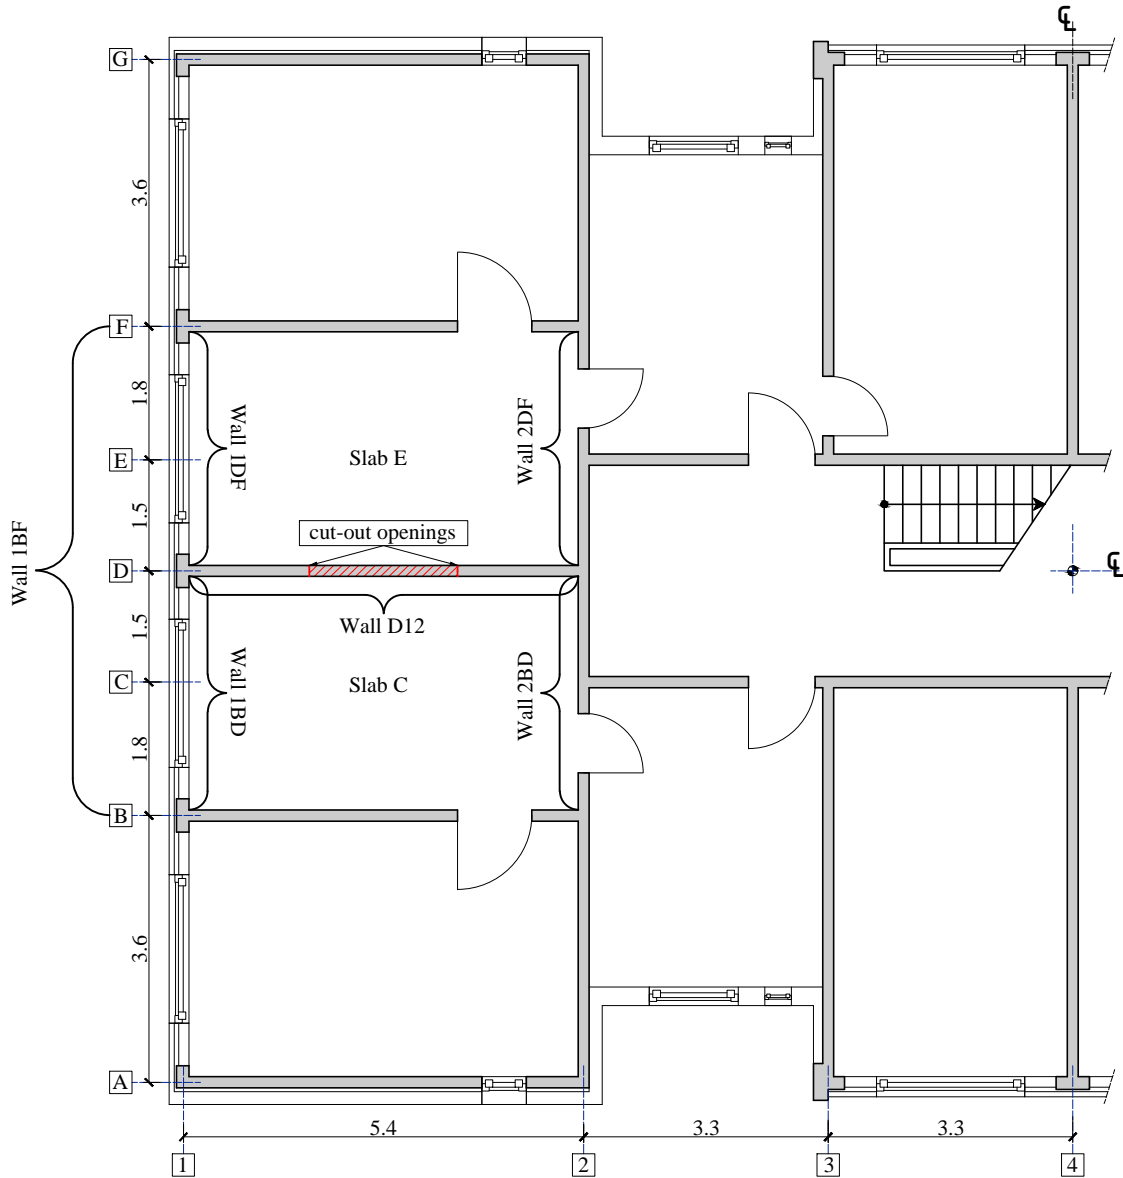 ℄
G
3.6
F
1.8
Wall 1DF
Wall 2DF
E
Slab E
1.5
cut-out openings
Wall 1BF
D
℄
1.5
Wall D12
Wall 1BD
Wall 2BD
C
Slab C
1.8
B
3.6
A
5.4
3.3
3.3
1
2
3
4